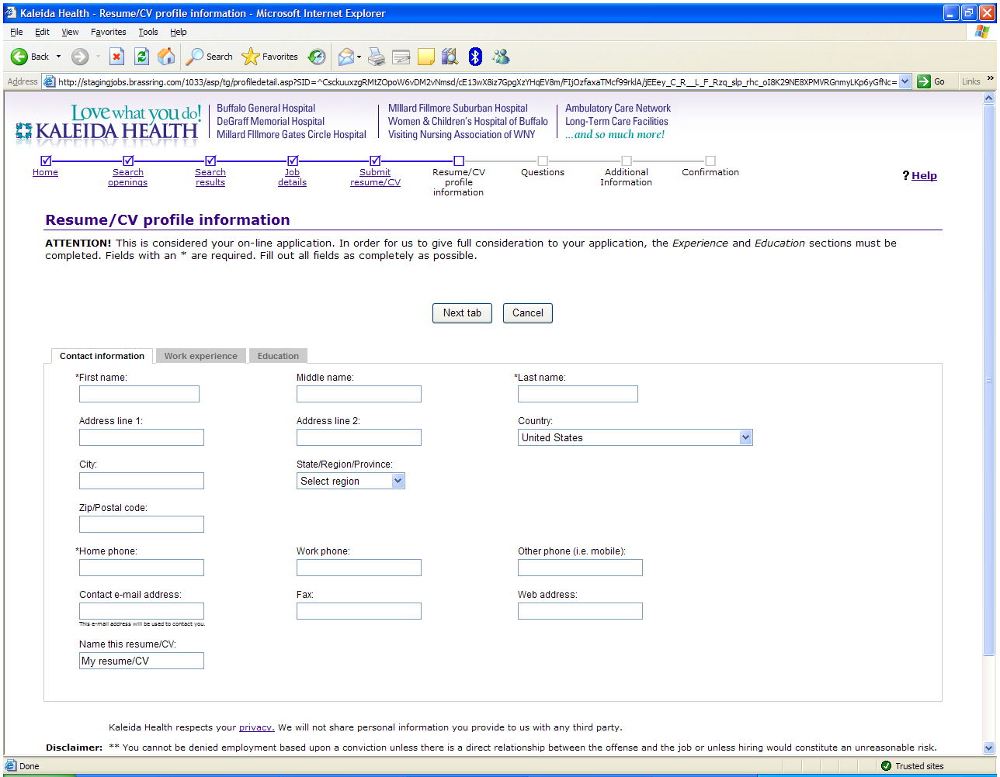 Kaleida Health - Resume/CV profile information - Microsoft Internet Explorer
File Edit View Favorites Tools Help
Back Search Favorites
Address http://stagingjobs.brassring.com/1033/asp/tg/profiledetail.asp?SID= Go Links »
Love what you do!
KALEIDA HEALTH
Buffalo General Hospital
DeGraff Memorial Hospital
Millard FIllmore Gates Circle Hospital
MIllard Fillmore Suburban Hospital
Women & Children's Hospital of Buffalo
Visiting Nursing Association of WNY
Ambulatory Care Network
Long-Term Care Facilities
...and so much more!
Home
Search
openings
Search
results
Job
details
Submit
resume/CV
Resume/CV
profile
information
Questions
Additional
Information
Confirmation
? Help
Resume/CV profile information
ATTENTION! This is considered your on-line application. In order for us to give full consideration to your application, the Experience and Education sections must be
completed. Fields with an * are required. Fill out all fields as completely as possible.
Next tab Cancel
Contact information Work experience Education
*First name: Middle name: *Last name:
Address line 1: Address line 2: Country:
United States
City: State/Region/Province:
Select region
Zip/Postal code:
*Home phone: Work phone: Other phone (i.e. mobile):
Contact e-mail address: Fax: Web address:
This e-mail address will be used to contact you.
Name this resume/CV:
My resume/CV
Kaleida Health respects your privacy. We will not share personal information you provide to us with any third party.
Disclaimer: ** You cannot be denied employment based upon a conviction unless there is a direct relationship between the offense and the job or unless hiring would constitute an unreasonable risk.
Done Trusted sites